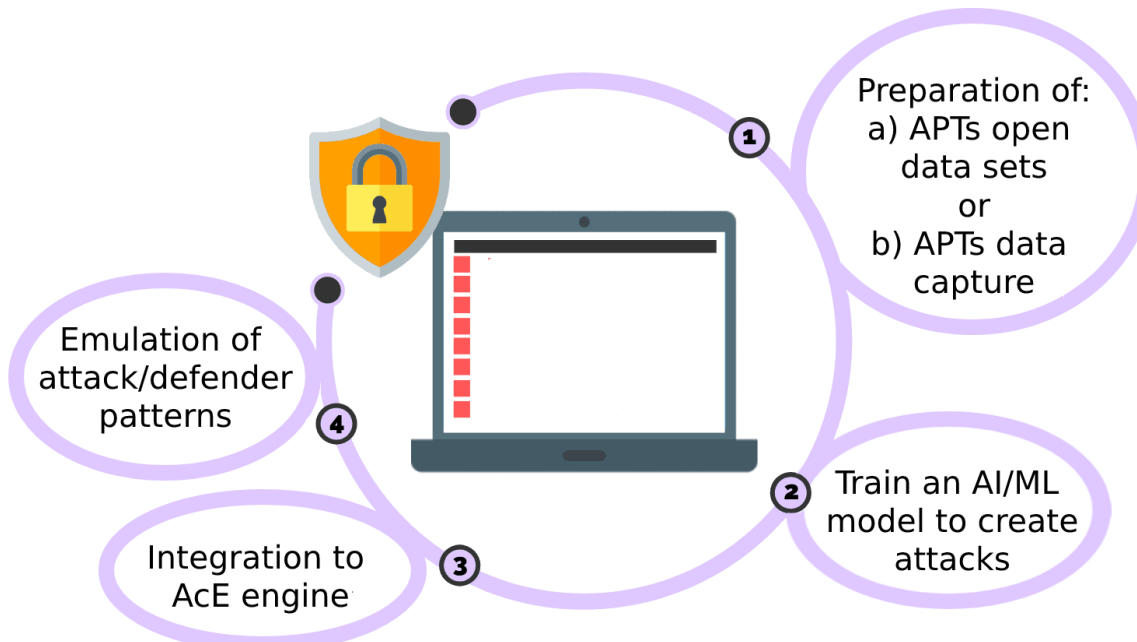 1
Preparation of:
a) APTs open
data sets
or
b) APTs data
capture
2
Train an AI/ML
model to create
attacks
3
Integration to
AcE engine
4
Emulation of
attack/defender
patterns